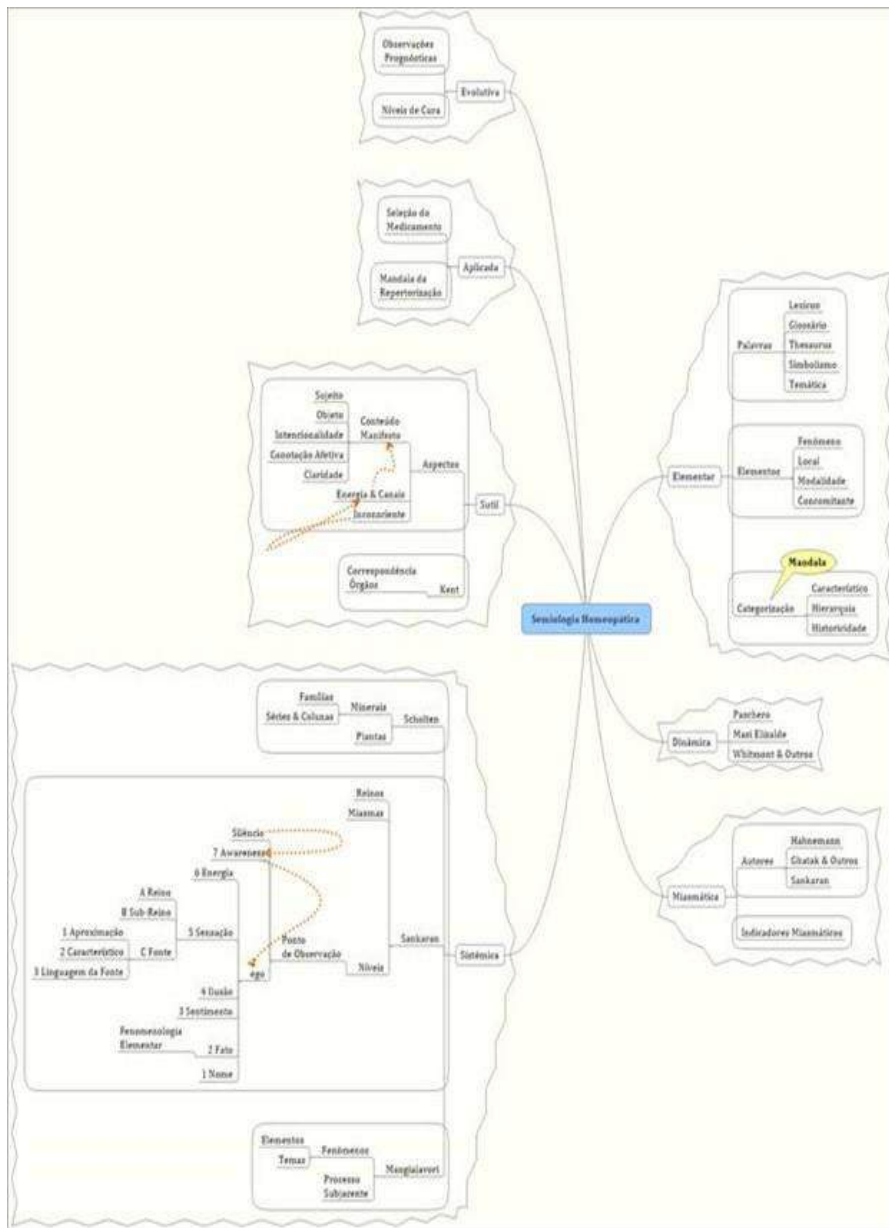 Observações
Prognósticas
Níveis de Cura
Evolutiva
Seleção do
Medicamento
Mandala da
Repertorização
Aplicada
Sujeito
Objeto
Intencionalidade
Conotação Afetiva
Claridade
Conteúdo
Manifesto
Energia & Canais
Inconsciente
Aspectos
Correspondência
Órgãos
Kent
Sutil
Semiologia Homeopática
Lexicon
Glossário
Thesaurus
Simbolismo
Temática
Palavras
Fenômeno
Local
Modalidade
Concomitante
Elementos
Elementar
Mandala
Característico
Hierarquia
Historicidade
Categorização
Dinâmica
Paschero
Masi Elizalde
Whitmont & Outros
Miasmática
Autores
Hahnemann
Ghatak & Outros
Sankaran
Indicadores Miasmáticos
Famílias
Séries & Colunas
Minerais
Plantas
Scholten
Reinos
Miasmas
Silêncio
7 Awareness
6 Energia
A Reino
B Sub-Reino
C Fonte
1 Aproximação
2 Característico
3 Linguagem da Fonte
5 Sensação
ego
Ponto
de Observação
Níveis
Sankaran
Sistêmica
4 Ilusão
3 Sentimento
Fenomenologia
Elementar
2 Fato
1 Nome
Elementos
Temas
Fenômenos
Processo
Subjacente
Mangialavori